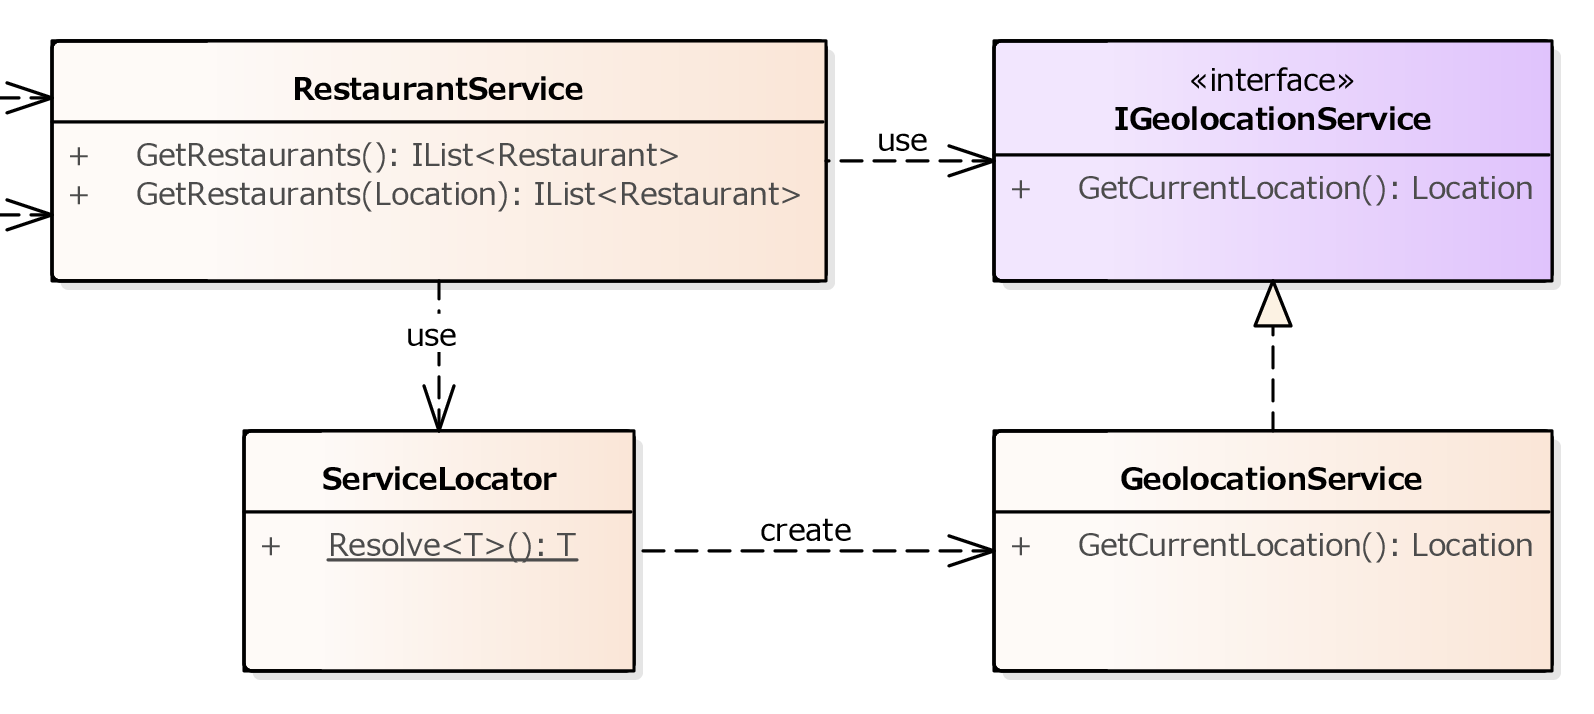 RestaurantService
+ GetRestaurants(): IList<Restaurant>
+ GetRestaurants(Location): IList<Restaurant>
use
«interface»
IGeolocationService
+ GetCurrentLocation(): Location
use
ServiceLocator
+ Resolve<T>(): T
create
GeolocationService
+ GetCurrentLocation(): Location